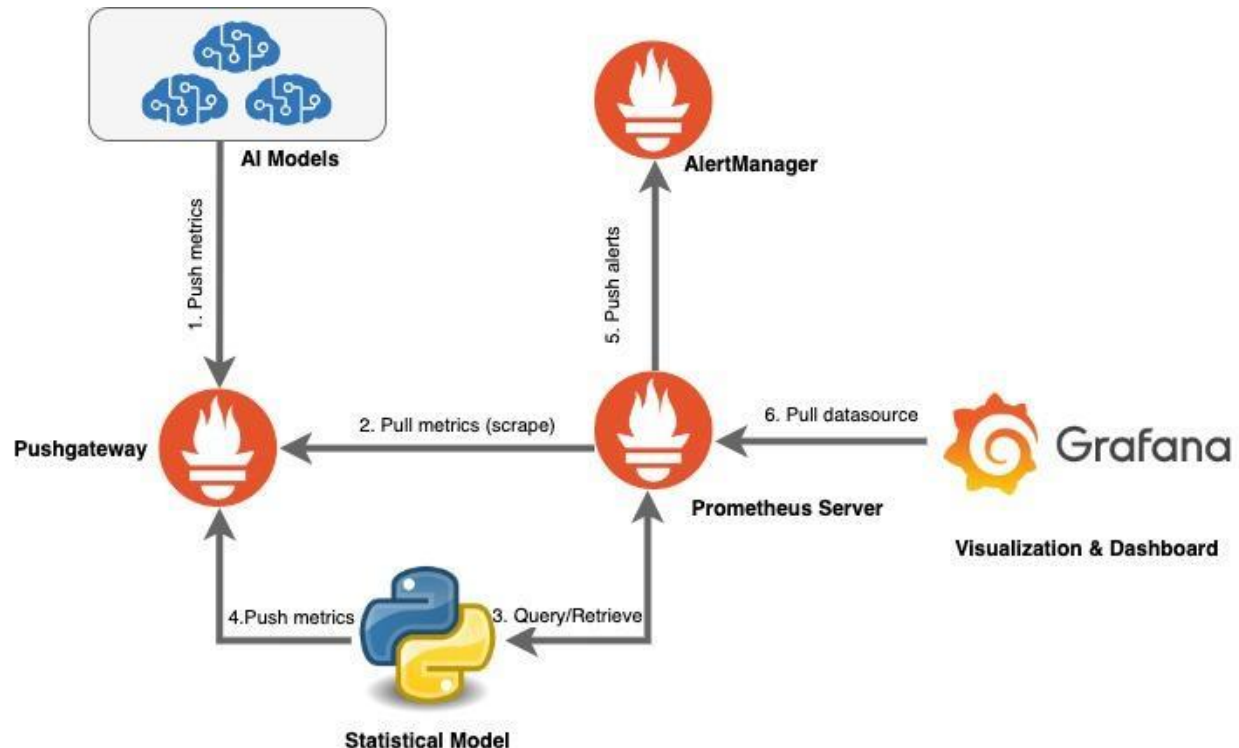 AI Models
AlertManager
1. Push metrics
5. Push alerts
Pushgateway
2. Pull metrics (scrape)
6. Pull datasource
Grafana
Prometheus Server
Visualization & Dashboard
4.Push metrics
3. Query/Retrieve
Statistical Model